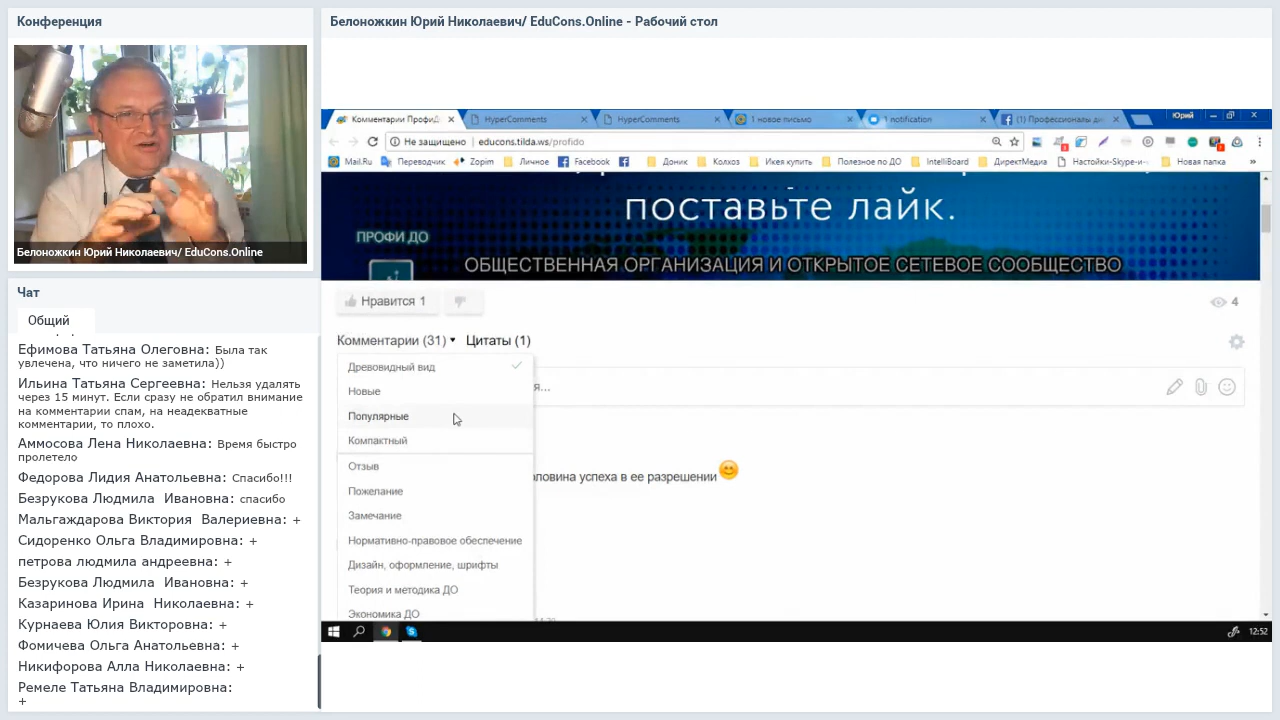 Конференция
Белоножкин Юрий Николаевич/ EduCons.Online
Чат
Общий
Ефимова Татьяна Олеговна: Была так
увлечена, что ничего не заметила))
Ильина Татьяна Сергеевна: Нельзя удалять
через 15 минут. Если сразу не обратил внимание
на комментарии спам, на неадекватные
комментарии, то плохо.
Аммосова Лена Николаевна: Время быстро
пролетело
Федорова Лидия Анатольевна: Спасибо!!!
Безрукова Людмила Ивановна: спасибо
Мальгаждарова Виктория Валериевна: +
Сидоренко Ольга Владимировна: +
петрова людмила андреевна: +
Безрукова Людмила Ивановна: +
Казаринова Ирина Николаевна: +
Курнаева Юлия Викторовна: +
Фомичева Ольга Анатольевна: +
Никифорова Алла Николаевна: +
Ремеле Татьяна Владимировна:
+
Белоножкин Юрий Николаевич/ EduCons.Online - Рабочий стол
Комментарии ПрофиД HyperComments HyperComments 1 новое письмо 1 notification (1) Профессионалы ди Юрий
Не защищено educons.tilda.ws/profido
Mail.Ru Переводчик Zopim Личное Facebook Доник Колхоз Икея купить Полезное по ДО IntelliBoard ДиректМедиа Настойки-Skype-и- Новая папка »
поставьте лайк.
ПРОФИ ДО
ОБЩЕСТВЕННАЯ ОРГАНИЗАЦИЯ И ОТКРЫТОЕ СЕТЕВОЕ СООБЩЕСТВО
Нравится 1
4
Комментарии (31) Цитаты (1)
Древовидный вид
я...
Новые
Популярные
Компактный
Отзыв
оловина успеха в ее разрешении
Пожелание
Замечание
Нормативно-правовое обеспечение
Дизайн, оформление, шрифты
Теория и методика ДО
Экономика ДО
12:52